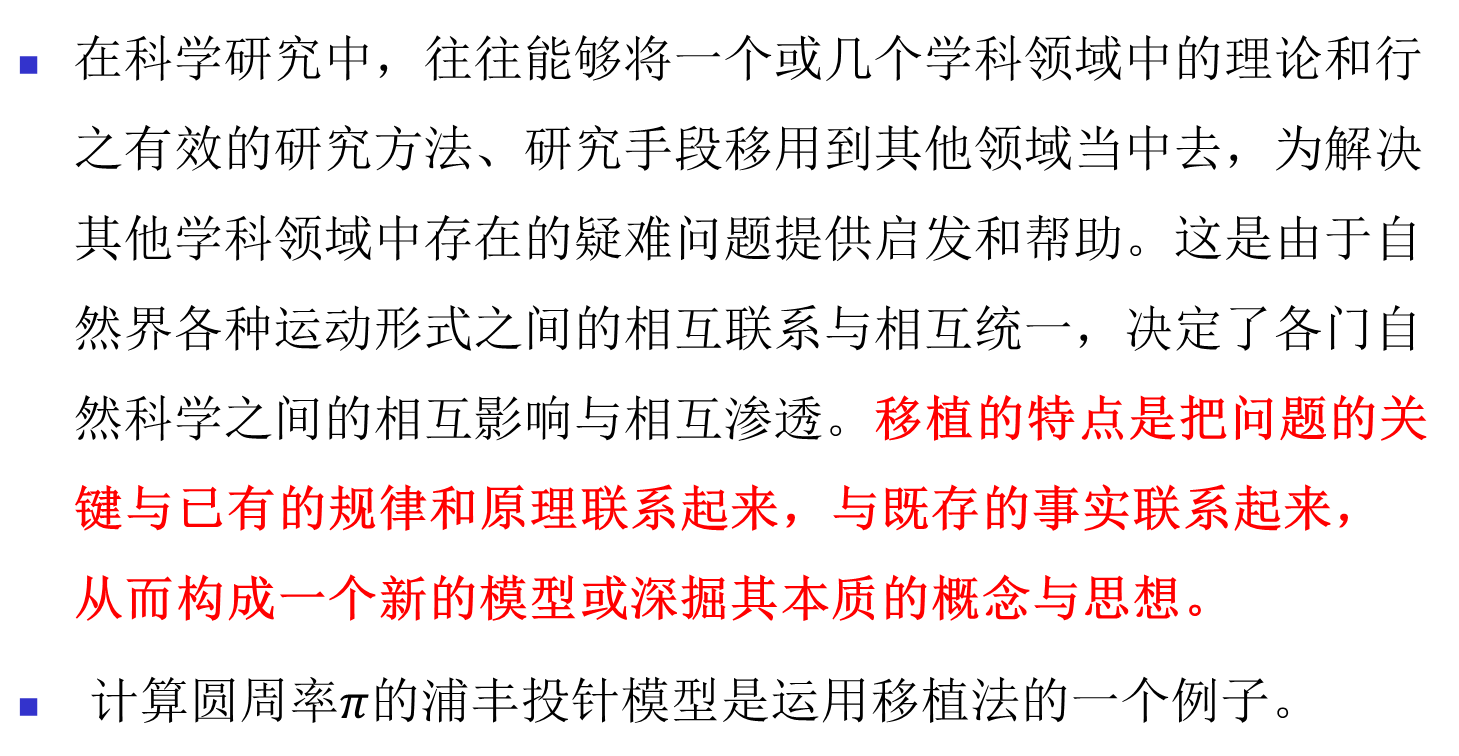 ▪ 在科学研究中，往往能够将一个或几个学科领域中的理论和行
之有效的研究方法、研究手段移用到其他领域当中去，为解决
其他学科领域中存在的疑难问题提供启发和帮助。这是由于自
然界各种运动形式之间的相互联系与相互统一，决定了各门自
然科学之间的相互影响与相互渗透。移植的特点是把问题的关
键与已有的规律和原理联系起来，与既存的事实联系起来，
从而构成一个新的模型或深掘其本质的概念与思想。
▪ 计算圆周率π的浦丰投针模型是运用移植法的一个例子。